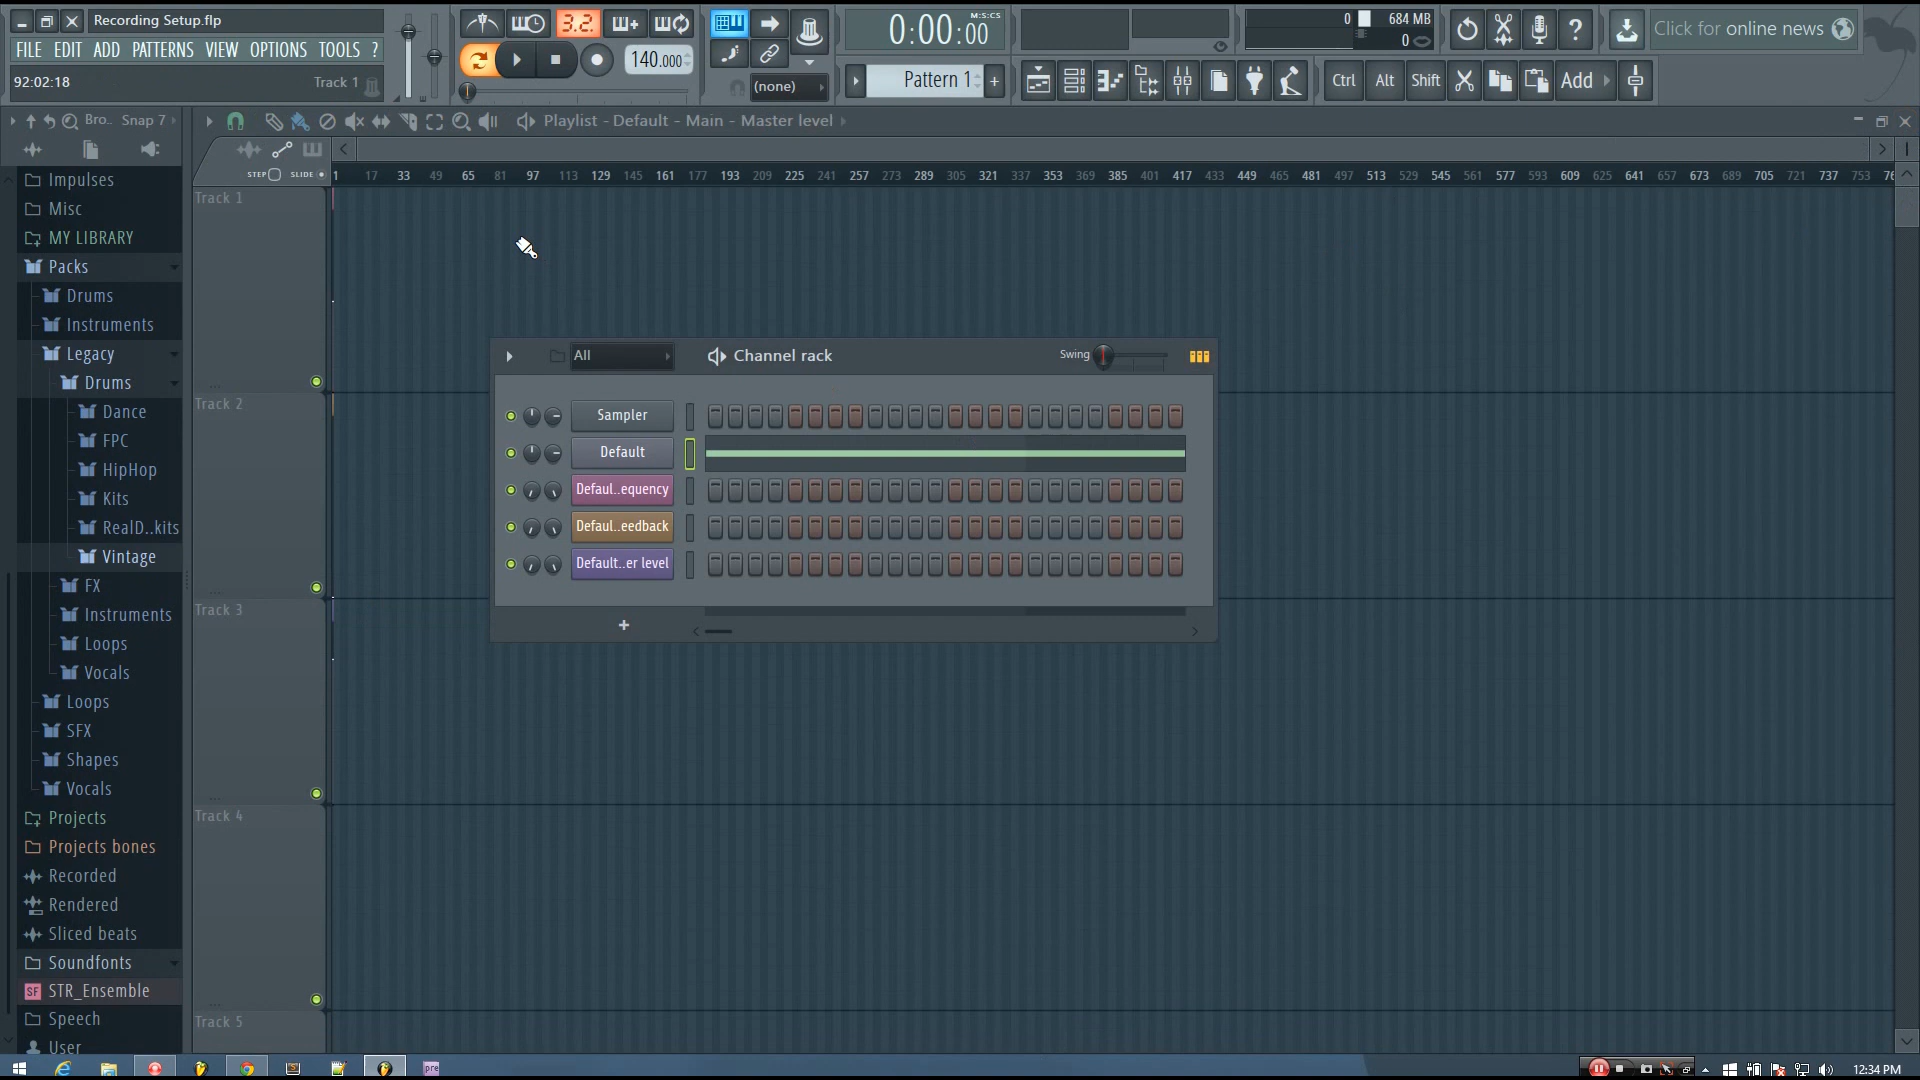 Recording Setup.flp
FILE EDIT ADD PATTERNS VIEW OPTIONS TOOLS ?
92:02:18 Track 1
3.2.
140.000
(none)
0:00:00
M:S:CS
Pattern 1
+
0 684 MB
0
?
Click for online news
Ctrl Alt Shift Add
Bro.. Snap 7
Playlist - Default - Main - Master level
STEP SLIDE
1 17 33 49 65 81 97 113 129 145 161 177 193 209 225 241 257 273 289 305 321 337 353 369 385 401 417 433 449 465 481 497 513 529 545 561 577 593 609 625 641 657 673 689 705 721 737 753 76
Impulses
Misc
MY LIBRARY
Packs
Drums
Instruments
Legacy
Drums
Dance
FPC
HipHop
Kits
RealD..kits
Vintage
FX
Instruments
Loops
Vocals
Loops
SFX
Shapes
Vocals
Projects
Projects bones
Recorded
Rendered
Sliced beats
Soundfonts
SF STR_Ensemble
Speech
User
Track 1
Track 2
Track 3
Track 4
Track 5
All
Channel rack
Swing
Sampler
Default
Defaul..equency
Defaul..eedback
Default..er level
+
pre
12:34 PM